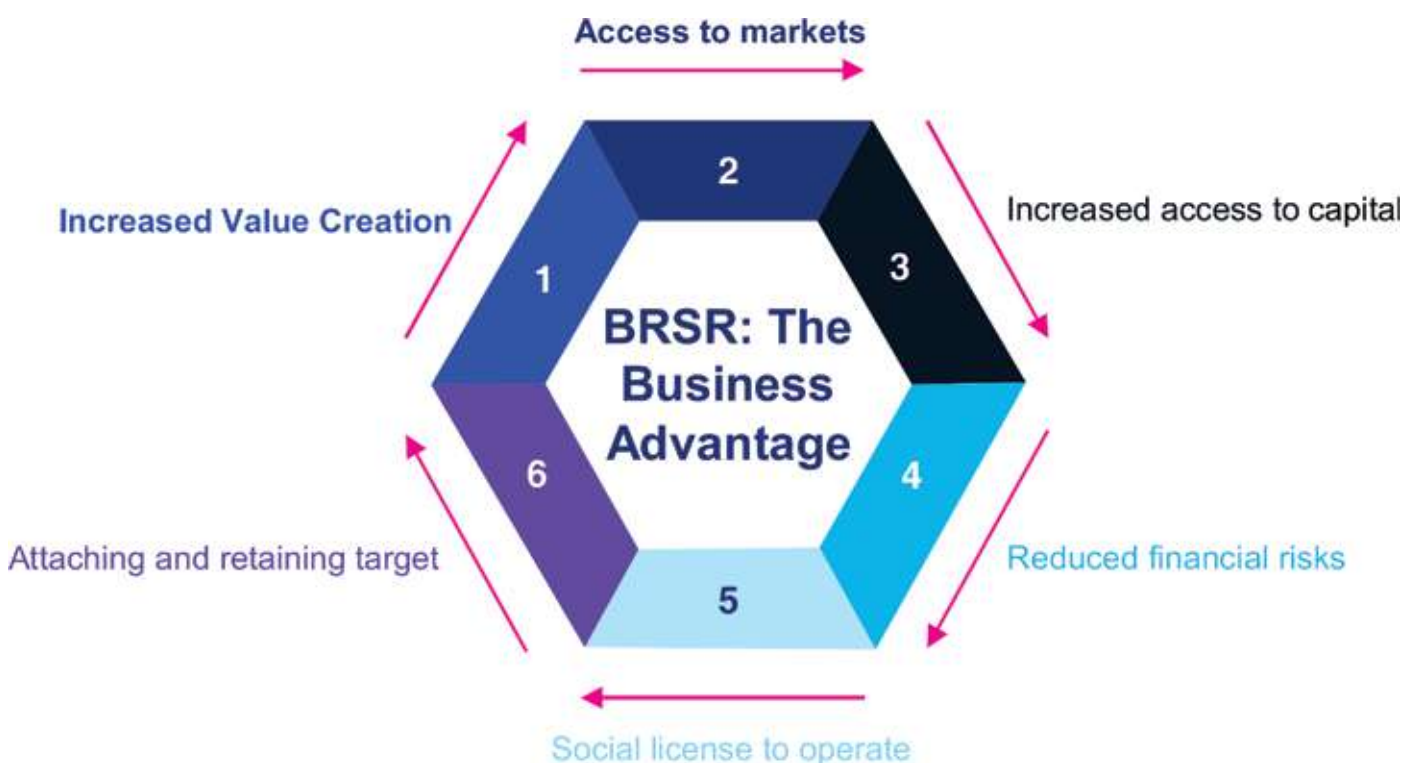 Access to markets
2
Increased Value Creation
Increased access to capital
1
3
BRSR: The
Business
Advantage
6
4
Attaching and retaining target
Reduced financial risks
5
Social license to operate